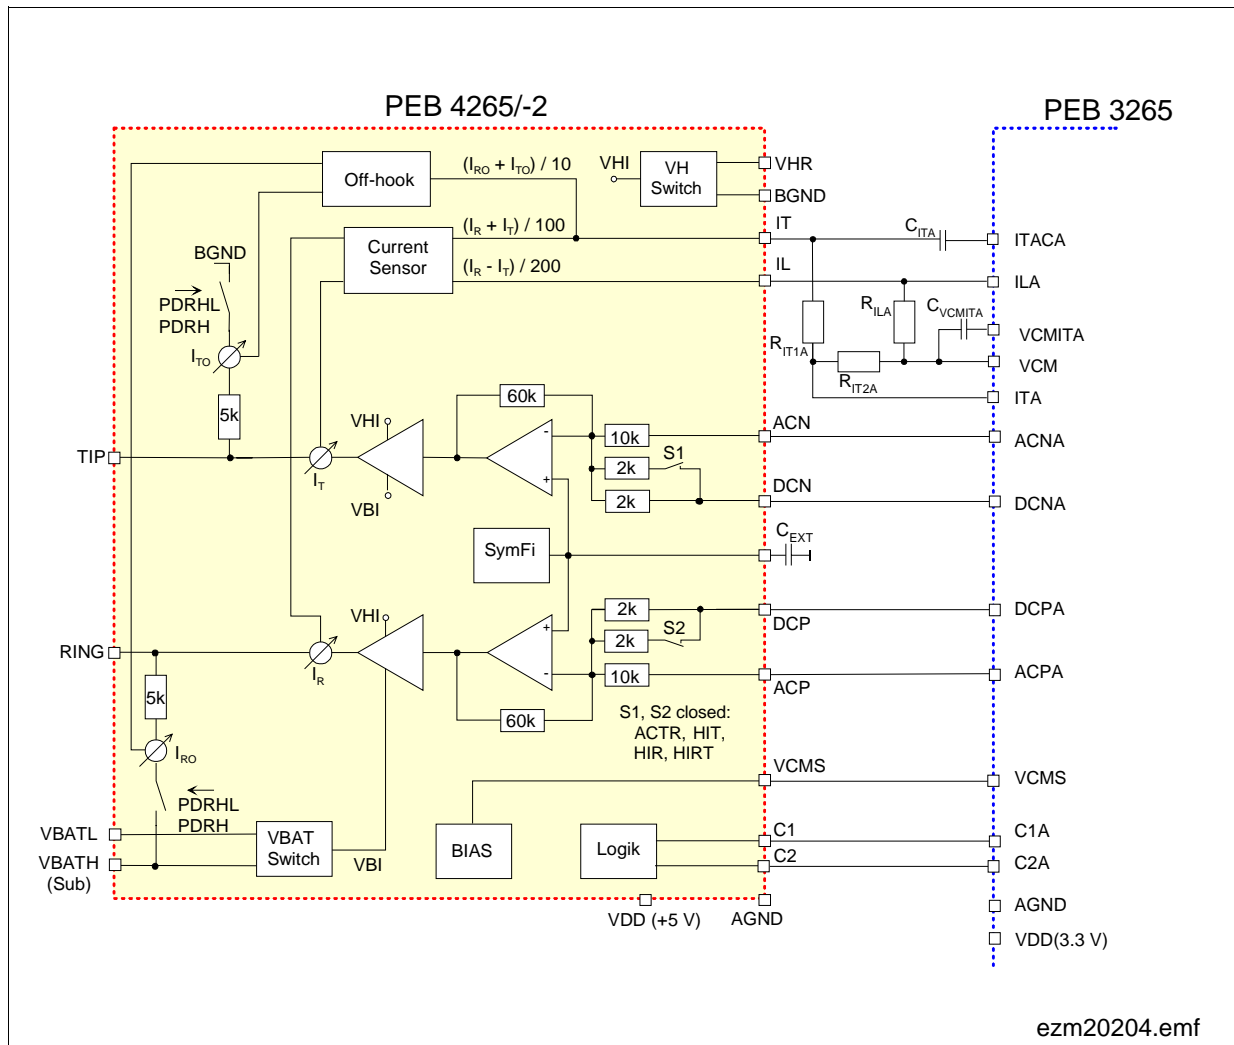 PEB 4265/-2
PEB 3265
Off-hook
(IRO + ITO) / 10
VHI
VH
Switch
VHR
BGND
Current
Sensor
(IR + IT) / 100
(IR - IT) / 200
IT
IL
CITA
ITACA
ILA
BGND
PDRHL
PDRH
ITO
5k
RIT1A
RILA
CVCMITA
RIT2A
VCMITA
VCM
ITA
60k
VHI
-
10k
ACN
ACNA
TIP
IT
2k
S1
+
2k
DCN
DCNA
VBI
SymFi
CEXT
VHI
+
2k
DCP
DCPA
2k
S2
RING
IR
-
10k
ACP
ACPA
5k
60k
S1, S2 closed:
ACTR, HIT,
HIR, HIRT
IRO
PDRHL
PDRH
VCMS
VCMS
VBATL
VBATH
(Sub)
VBAT
Switch
VBI
BIAS
Logik
C1
C2
C1A
C2A
VDD (+5 V)
AGND
AGND
VDD(3.3 V)
ezm20204.emf